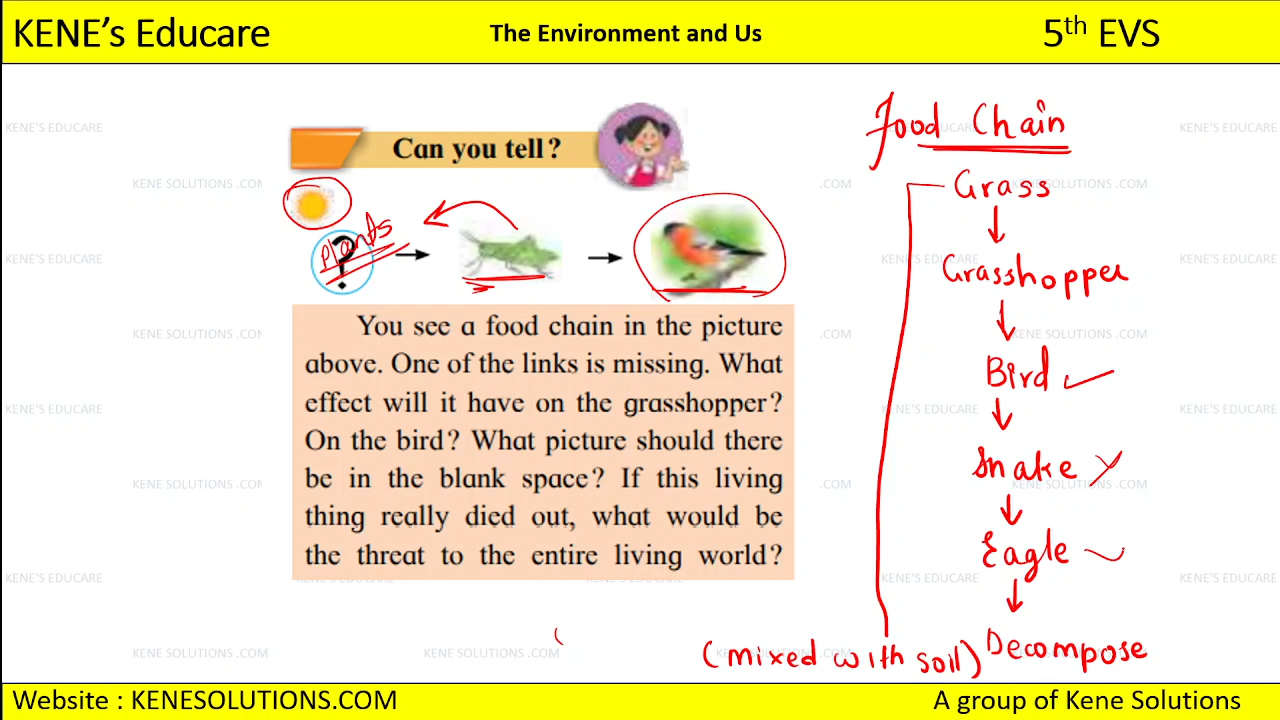 KENE's Educare
The Environment and Us
5th EVS
Can you tell?
?
plants
You see a food chain in the picture
above. One of the links is missing. What
effect will it have on the grasshopper?
On the bird? What picture should there
be in the blank space? If this living
thing really died out, what would be
the threat to the entire living world?
Food Chain
Grass
Grasshopper
Bird
Snake
Eagle
Decompose
(mixed with soil)
KENE'S EDUCARE
KENE SOLUTIONS .COM
Website : KENESOLUTIONS.COM
A group of Kene Solutions